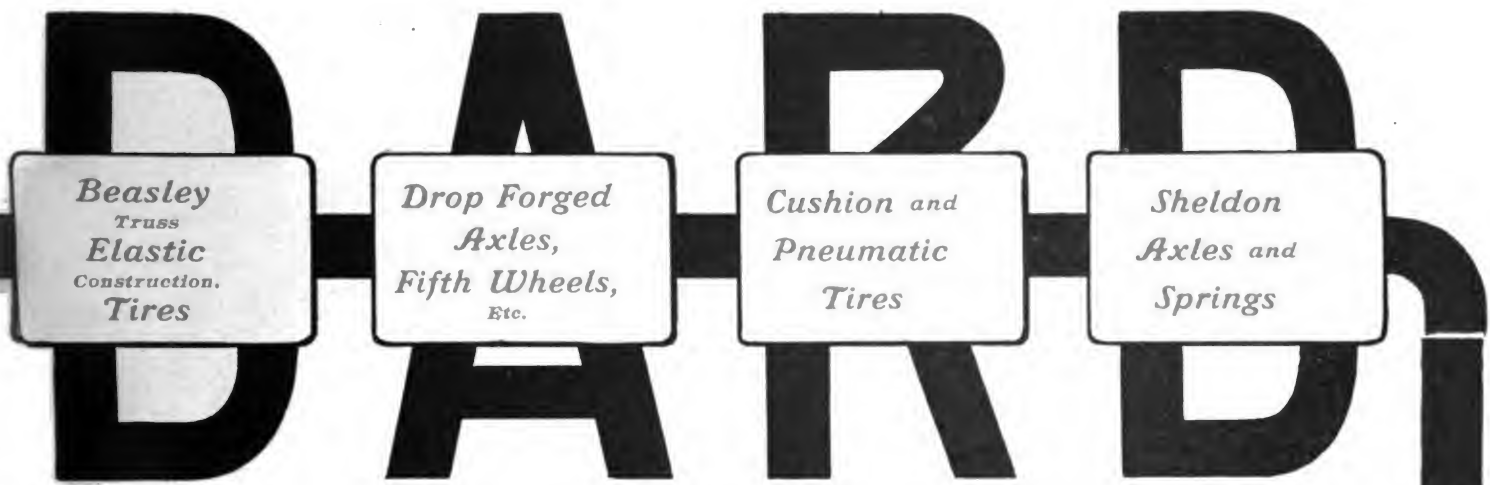 DARD
Beasley
Truss
Elastic
Construction.
Tires
Drop Forged
Axles,
Fifth Wheels,
Etc.
Cushion and
Pneumatic
Tires
Sheldon
Axles and
Springs